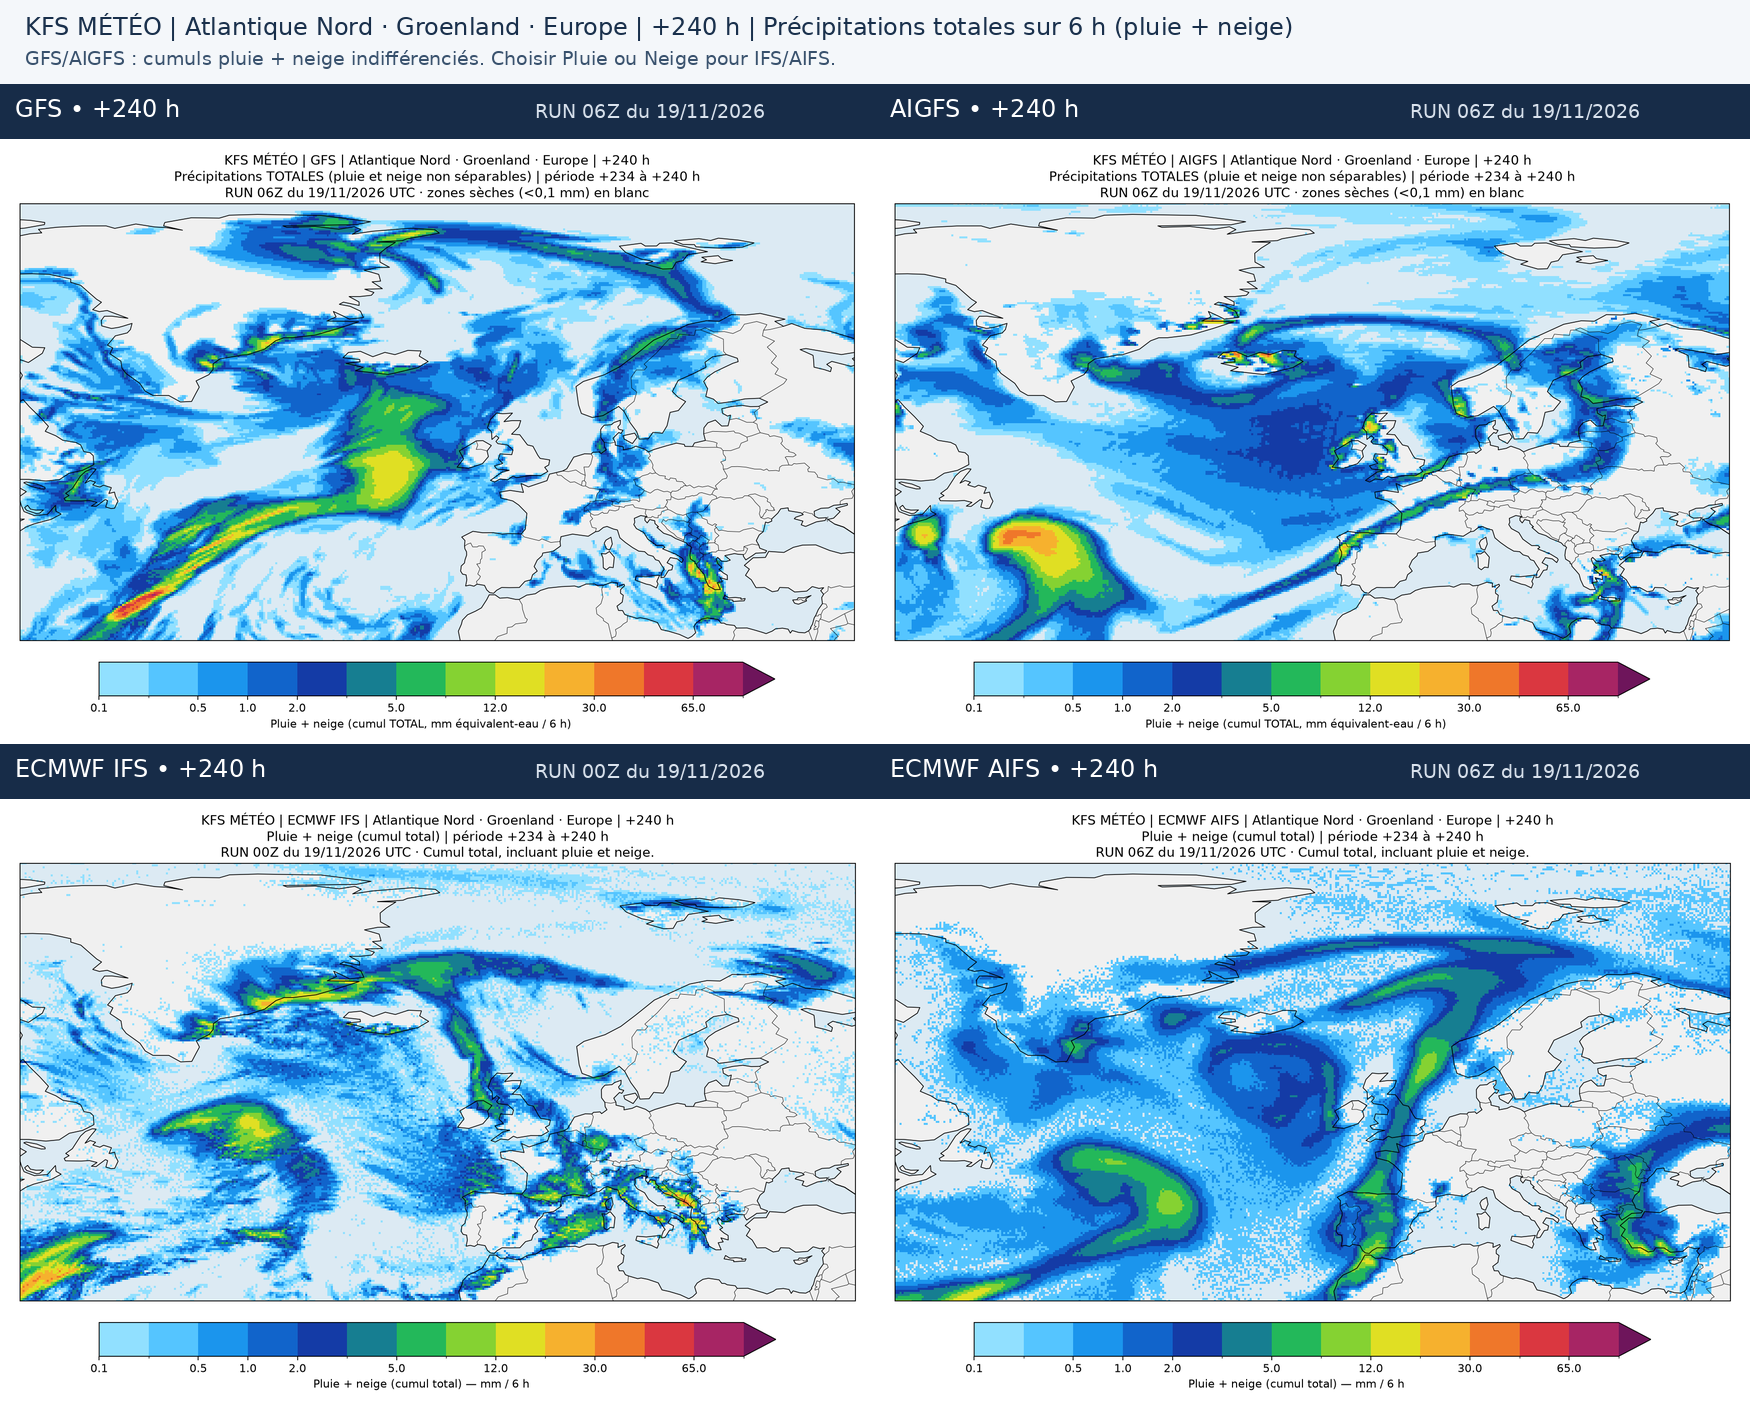 KFS MÉTÉO | Atlantique Nord · Groenland · Europe | +240 h | Précipitations totales sur 6 h (pluie + neige)
GFS/AIGFS : cumuls pluie + neige indifférenciés. Choisir Pluie ou Neige pour IFS/AIFS.
GFS • +240 h
RUN 06Z du 19/11/2026
AIGFS • +240 h
RUN 06Z du 19/11/2026
KFS MÉTÉO | GFS | Atlantique Nord · Groenland · Europe | +240 h
Précipitations TOTALES (pluie et neige non séparables) | période +234 à +240 h
RUN 06Z du 19/11/2026 UTC · zones sèches (<0,1 mm) en blanc
KFS MÉTÉO | AIGFS | Atlantique Nord · Groenland · Europe | +240 h
Précipitations TOTALES (pluie et neige non séparables) | période +234 à +240 h
RUN 06Z du 19/11/2026 UTC · zones sèches (<0,1 mm) en blanc
0.1 0.5 1.0 2.0 5.0 12.0 30.0 65.0
Pluie + neige (cumul TOTAL, mm équivalent-eau / 6 h)
0.1 0.5 1.0 2.0 5.0 12.0 30.0 65.0
Pluie + neige (cumul TOTAL, mm équivalent-eau / 6 h)
ECMWF IFS • +240 h
RUN 00Z du 19/11/2026
ECMWF AIFS • +240 h
RUN 06Z du 19/11/2026
KFS MÉTÉO | ECMWF IFS | Atlantique Nord · Groenland · Europe | +240 h
Pluie + neige (cumul total) | période +234 à +240 h
RUN 00Z du 19/11/2026 UTC · Cumul total, incluant pluie et neige.
KFS MÉTÉO | ECMWF AIFS | Atlantique Nord · Groenland · Europe | +240 h
Pluie + neige (cumul total) | période +234 à +240 h
RUN 06Z du 19/11/2026 UTC · Cumul total, incluant pluie et neige.
0.1 0.5 1.0 2.0 5.0 12.0 30.0 65.0
Pluie + neige (cumul total) — mm / 6 h
0.1 0.5 1.0 2.0 5.0 12.0 30.0 65.0
Pluie + neige (cumul total) — mm / 6 h